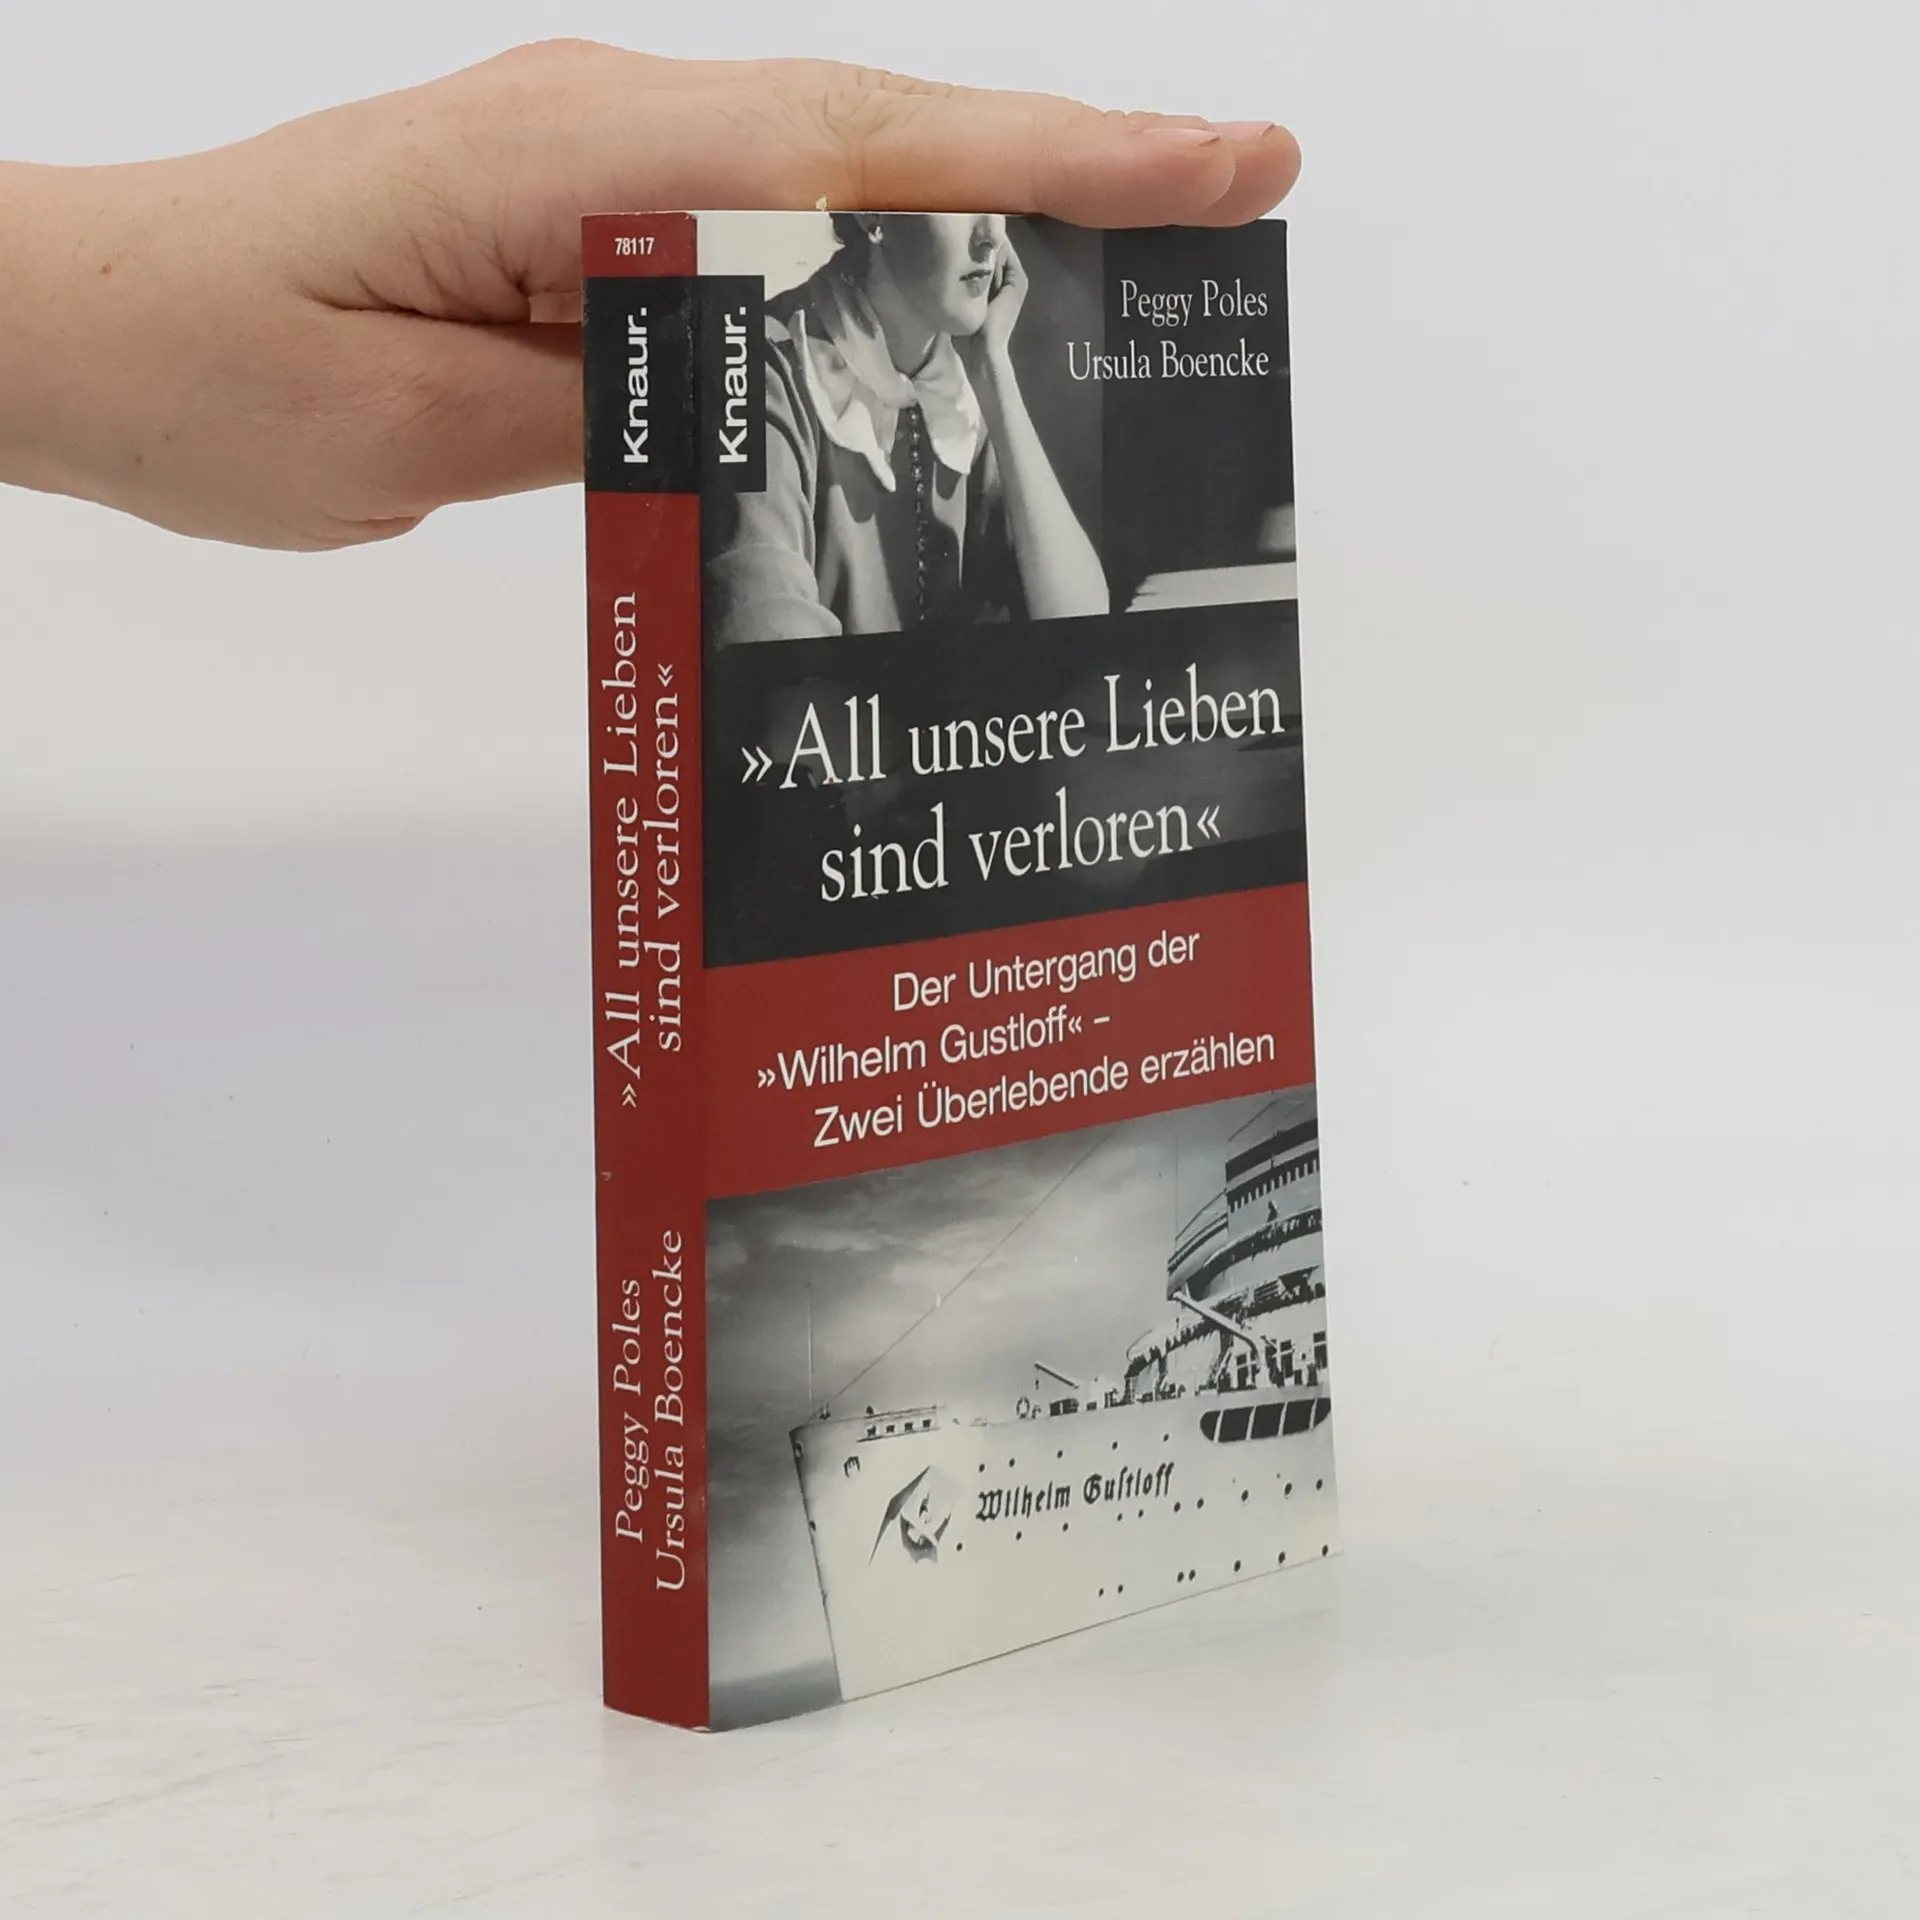 78117
Knaur.
»All unsere Lieben
sind verloren«
Peggy Poles
Ursula Boencke
Knaur.
Peggy Poles
Ursula Boencke
»All unsere Lieben
sind verloren«
Der Untergang der
»Wilhelm Gustloff« –
Zwei Überlebende erzählen
Wilhelm Gustloff